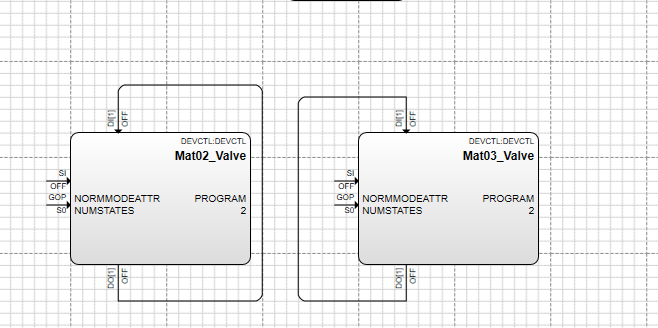 DI[1]
OFF
DEVCTL:DEVCTL
Mat02_Valve
SI
OFF
GOP
S0
NORMMODEATTR PROGRAM
NUMSTATES 2
DO[1]
OFF
DI[1]
OFF
DEVCTL:DEVCTL
Mat03_Valve
SI
OFF
GOP
S0
NORMMODEATTR PROGRAM
NUMSTATES 2
DO[1]
OFF